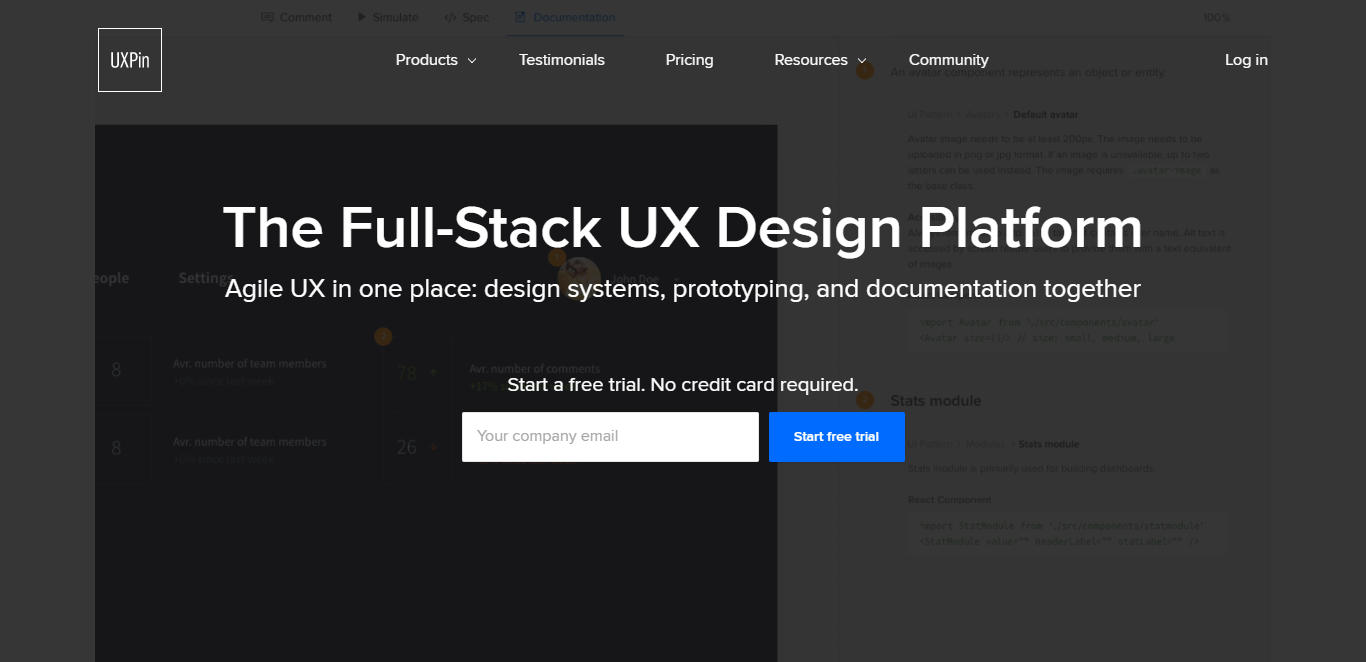 Comment Simulate Spec Documentation 100%
UXPin Products Testimonials Pricing Resources Community Log in
1 An avatar component represents an object or entity.
UI Pattern > Avatars > Default avatar
Avatar image needs to be at least 200px. The image needs to be
uploaded in png or jpg format. If an image is unavailable, up to two
letters can be used instead. The image requires .avatar-image as
the base class.
The Full-Stack UX Design Platform
text equivalent
of images
eople Settings John Doe
Agile UX in one place: design systems, prototyping, and documentation together
import Avatar from './src/components/avatar'
<Avatar size={}/> // size: small, medium, large
2
8 Avr. number of team members 78 + Avr. number of comments
+0% since last week +17%
Start a free trial. No credit card required.
2 Stats module
Your company email Start free trial
8 Avr. number of team members 26 +
+0% since last week
UI Pattern > Modules > Stats module
Stats module is primarily used for building dashboards.
React Component
import StatModule from './src/components/statmodule'
<StatModule value="" headerLabel="" statLabel="" />